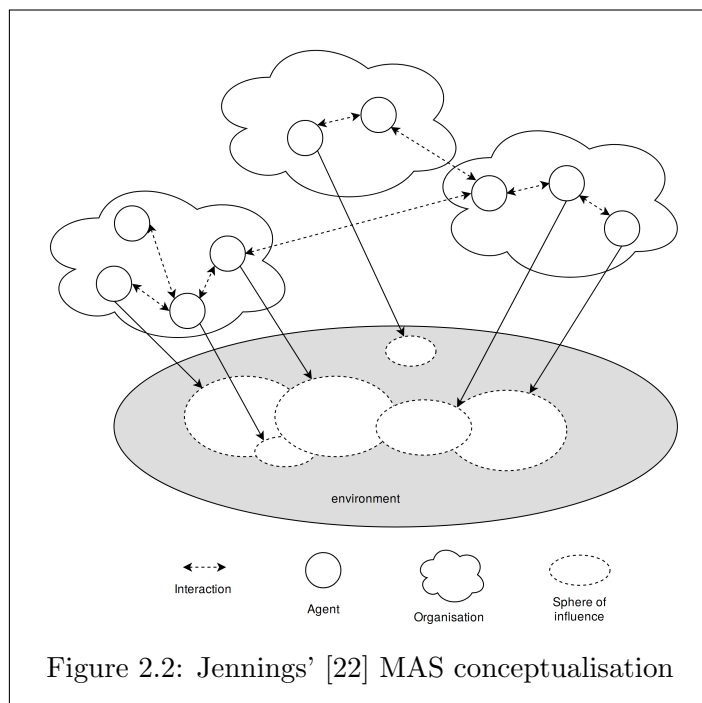 environment
Interaction
Agent
Organisation
Sphere of
influence
Figure 2.2: Jennings' [22] MAS conceptualisation